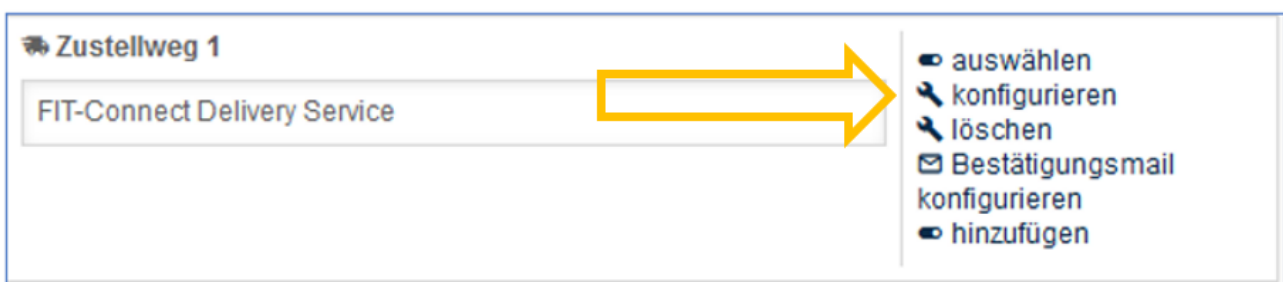 Zustellweg 1
FIT-Connect Delivery Service
auswählen
konfigurieren
löschen
Bestätigungsmail
konfigurieren
hinzufügen